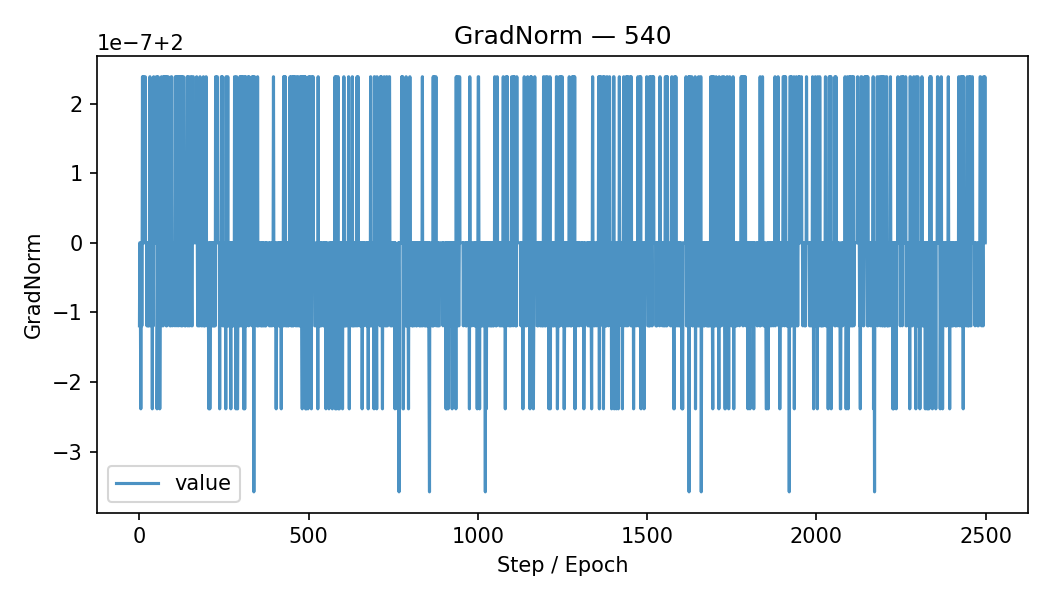 GradNorm — 540
1e−7+2
2
1
0
−1
−2
−3
GradNorm
value
0
500
1000
1500
2000
2500
Step / Epoch